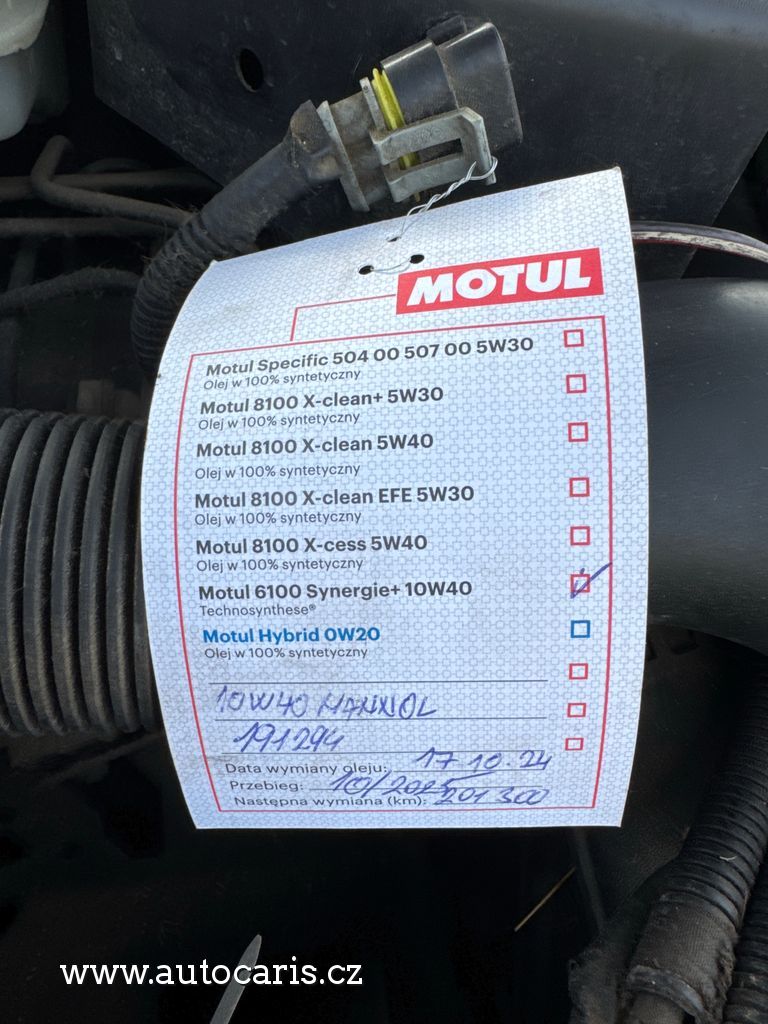 MOTUL
Motul Specific 504 00 507 00 5W30
Olej w 100% syntetyczny
Motul 8100 X-clean+ 5W30
Olej w 100% syntetyczny
Motul 8100 X-clean 5W40
Olej w 100% syntetyczny
Motul 8100 X-clean EFE 5W30
Olej w 100% syntetyczny
Motul 8100 X-cess 5W40
Olej w 100% syntetyczny
Motul 6100 Synergie+ 10W40
Technosynthese®
Motul Hybrid 0W20
Olej w 100% syntetyczny
10W40 MANNOL
191294
Data wymiany oleju: 17 10.24
Przebieg: 10/2025
Następna wymiana (km): 201 300
www.autocaris.cz